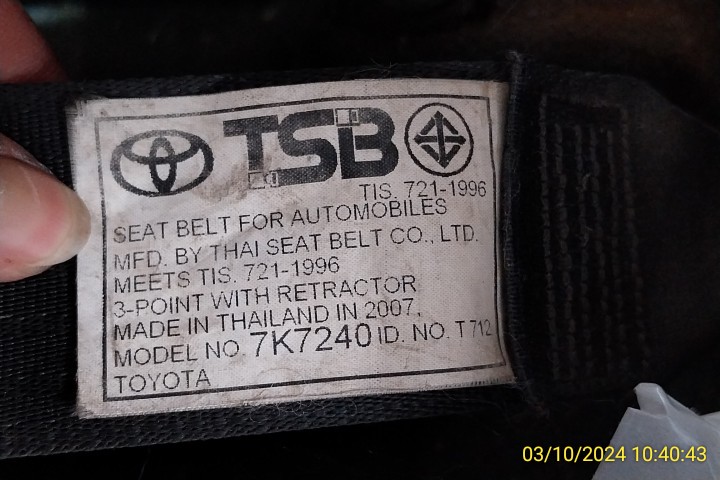 TSB
TIS. 721-1996
SEAT BELT FOR AUTOMOBILES
MFD. BY THAI SEAT BELT CO., LTD.
MEETS TIS. 721-1996
3-POINT WITH RETRACTOR
MADE IN THAILAND IN 2007,
MODEL NO 7K7240 ID. NO. T712
TOYOTA
03/10/2024 10:40:43